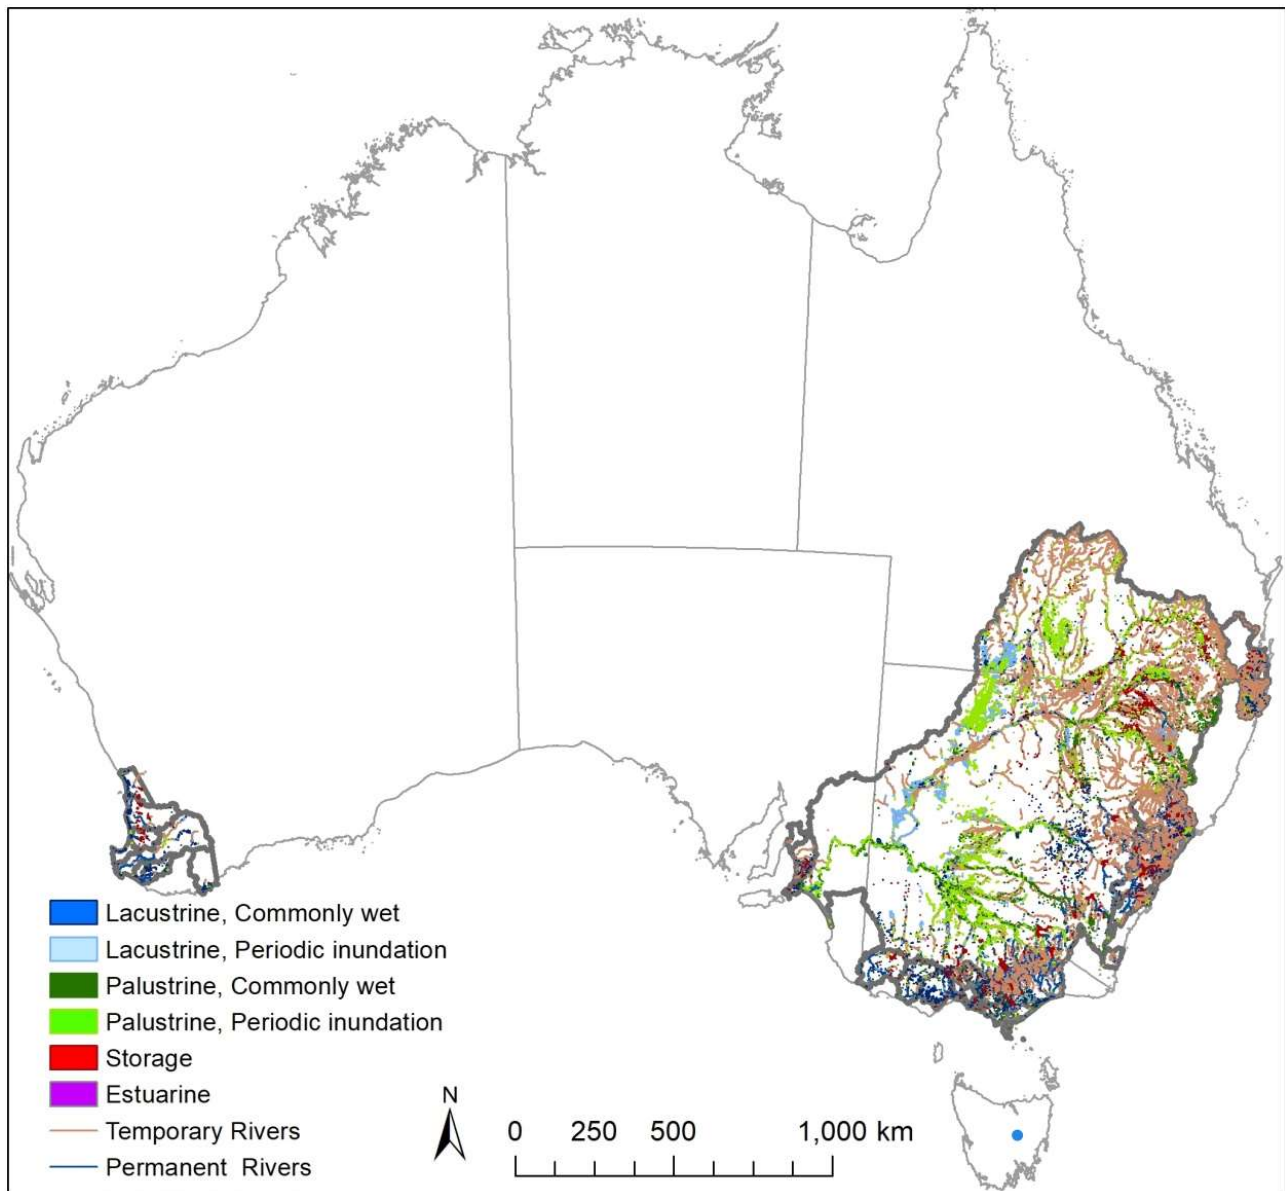 Lacustrine, Commonly wet
Lacustrine, Periodic inundation
Palustrine, Commonly wet
Palustrine, Periodic inundation
Storage
Estuarine
Temporary Rivers
Permanent Rivers
N
0 250 500 1,000 km